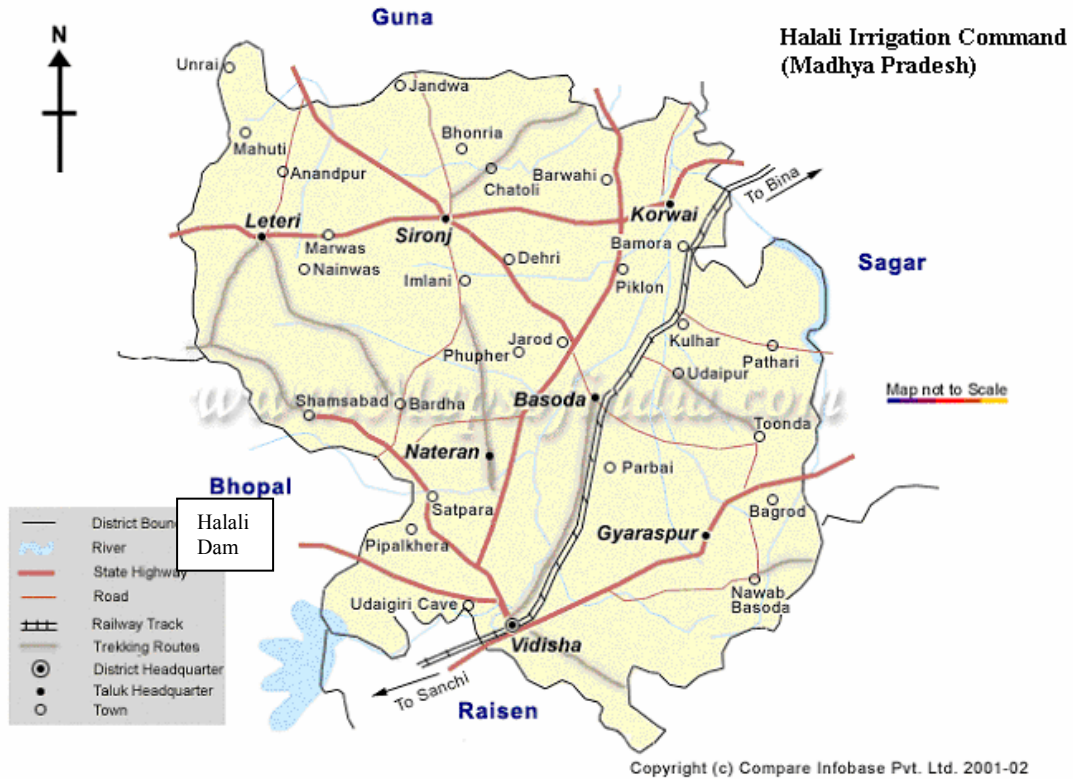 Guna
N
Halali Irrigation Command
(Madhya Pradesh)
Unrai
Jandwa
Mahuti
Bhonria
Anandpur
Chatoli
Barwahi
To Bina
Leteri
Korwai
Marwas
Sironj
Bamora
Nainwas
Dehri
Sagar
Imlani
Piklon
Jarod
Kulhar
Phupher
Pathari
Udaipur
www.MapsofIndia.com
Map not to Scale
Shamsabad
Bardha
Basoda
Toonda
Nateran
Parbai
Bhopal
Satpara
Bagrod
Gyaraspur
Pipalkhera
Nawab
Basoda
Udaigiri Cave
Vidisha
To Sanchi
Raisen
District Boun
Halali
Dam
River
State Highway
Road
Railway Track
Trekking Routes
District Headquarter
Taluk Headquarter
Town
Copyright (c) Compare Infobase Pvt. Ltd. 2001-02